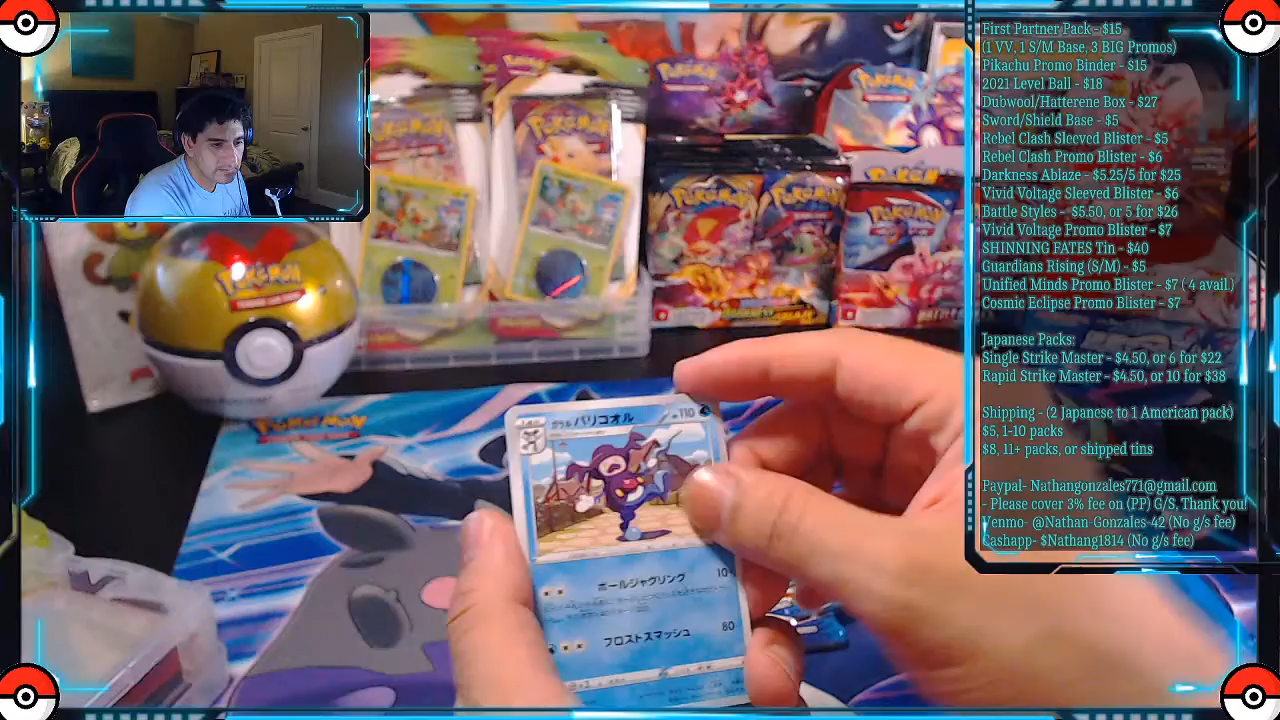 First Partner Pack - $15
(1 VV, 1 S/M Base, 3 BIG Promos)
Pikachu Promo Binder - $15
2021 Level Ball - $18
Dubwool/Hatterene Box - $27
Sword/Shield Base - $5
Rebel Clash Sleeved Blister - $5
Rebel Clash Promo Blister - $6
Darkness Ablaze - $5.25/5 for $25
Vivid Voltage Sleeved Blister - $6
Battle Styles - $5.50, or 5 for $26
Vivid Voltage Promo Blister - $7
SHINNING FATES Tin - $40
Guardians Rising (S/M) - $5
Unified Minds Promo Blister - $7 ( 4 avail.)
Cosmic Eclipse Promo Blister - $7
Japanese Packs:
Single Strike Master - $4.50, or 6 for $22
Rapid Strike Master - $4.50, or 10 for $38
Shipping - (2 Japanese to 1 American pack)
$5, 1-10 packs
$8, 11+ packs, or shipped tins
Paypal- Nathangonzales771@gmail.com
- Please cover 3% fee on (PP) G/S, Thank you!
Venmo- @Nathan-Gonzales-42 (No g/s fee)
Cashapp- $Nathang1814 (No g/s fee)
Pokémon
Pokémon
Pokémon
Pokémon
Pokémon
Pokémon
Pokémon
Pokémon
Pokémon
ガラル バリコオル
110
ボールジャグリング 10+
フロストスマッシュ 80